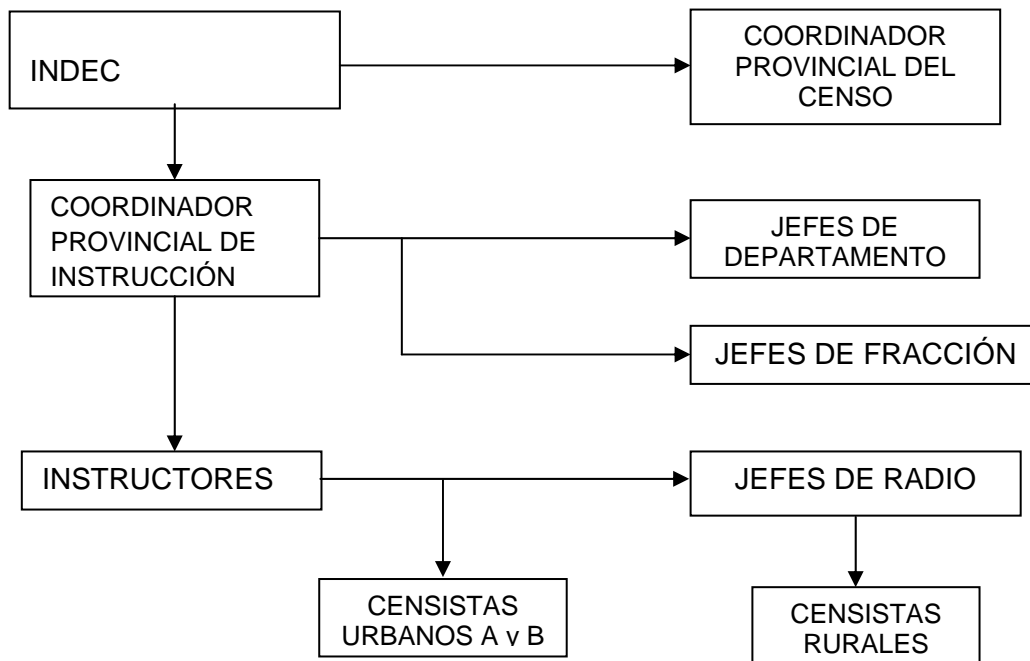 INDEC
COORDINADOR
PROVINCIAL DEL
CENSO
COORDINADOR
PROVINCIAL DE
INSTRUCCIÓN
JEFES DE
DEPARTAMENTO
JEFES DE FRACCIÓN
INSTRUCTORES
JEFES DE RADIO
CENSISTAS
URBANOS A y B
CENSISTAS
RURALES